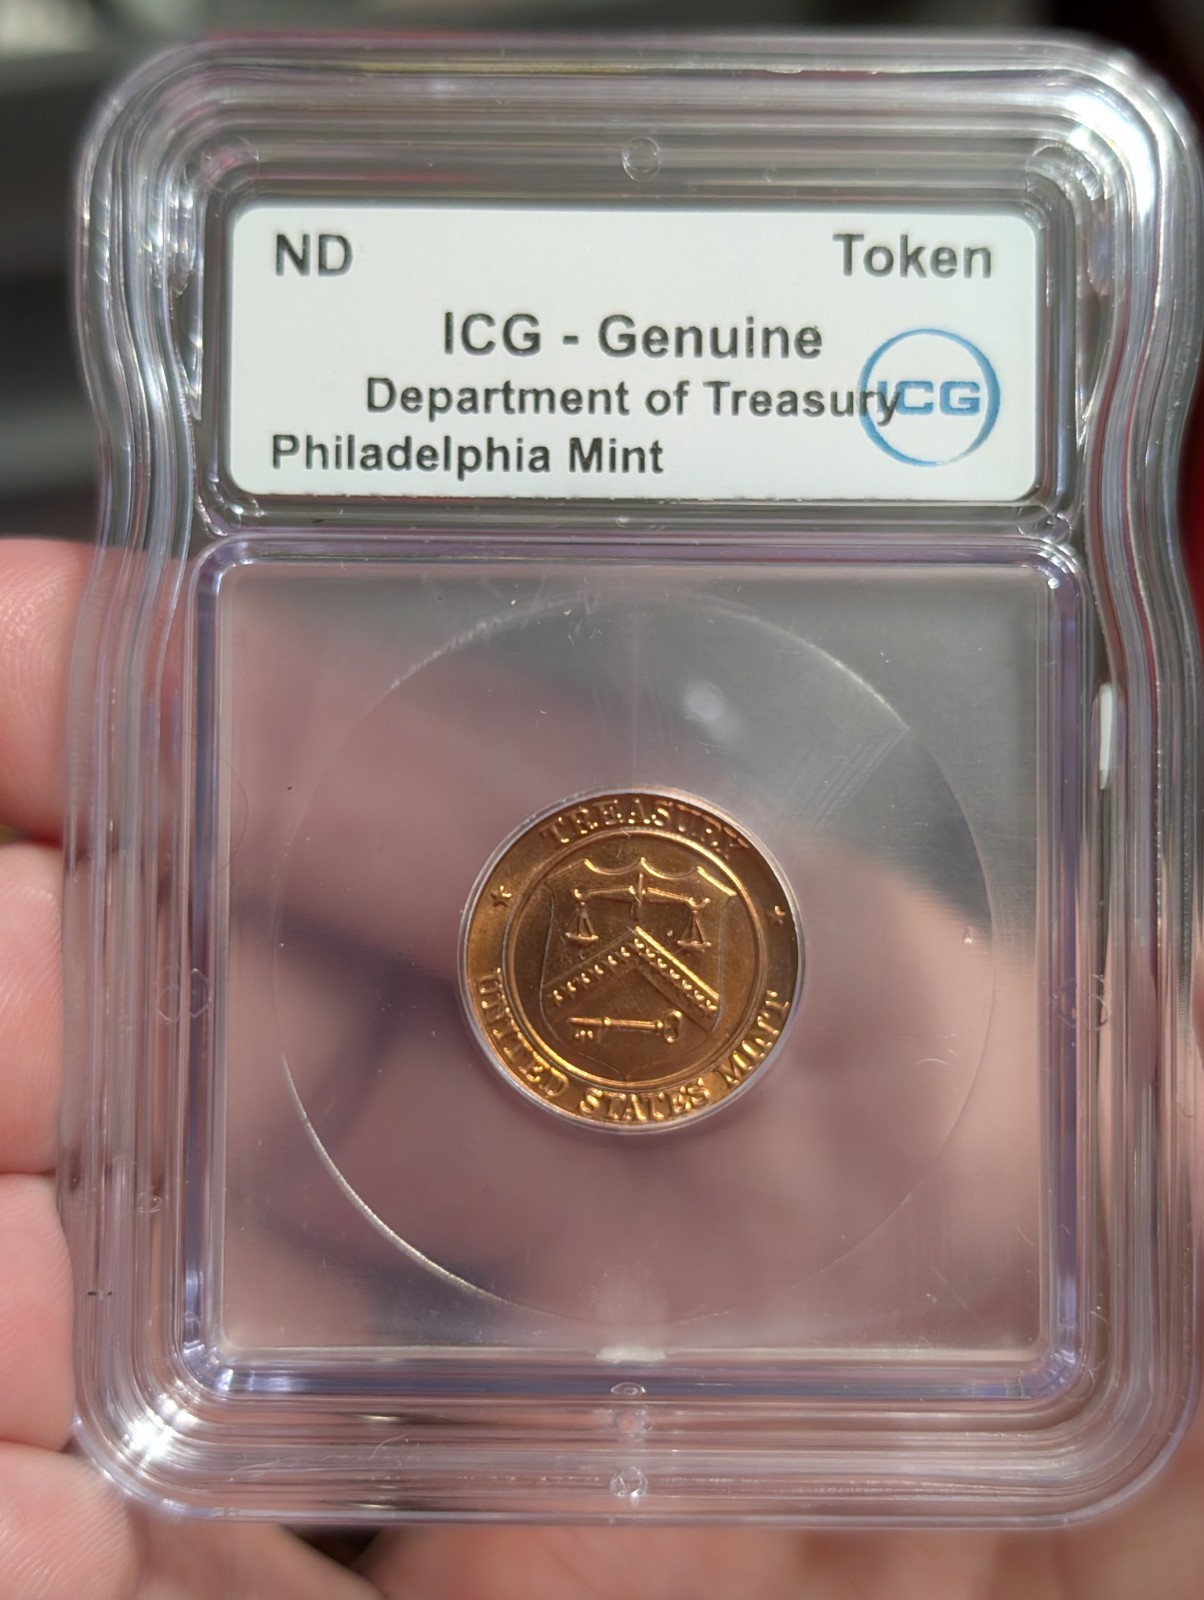 ND Token
ICG - Genuine
Department of Treasury
ICG
Philadelphia Mint
TREASURY
UNITED STATES MINT